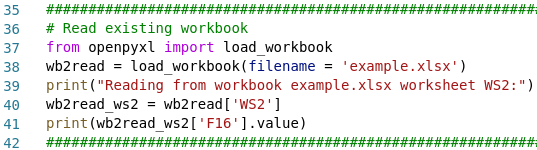 35 ############################################################
36 # Read existing workbook
37 from openpyxl import load_workbook
38 wb2read = load_workbook(filename = 'example.xlsx')
39 print("Reading from workbook example.xlsx worksheet WS2:")
40 wb2read_ws2 = wb2read['WS2']
41 print(wb2read_ws2['F16'].value)
42 ############################################################